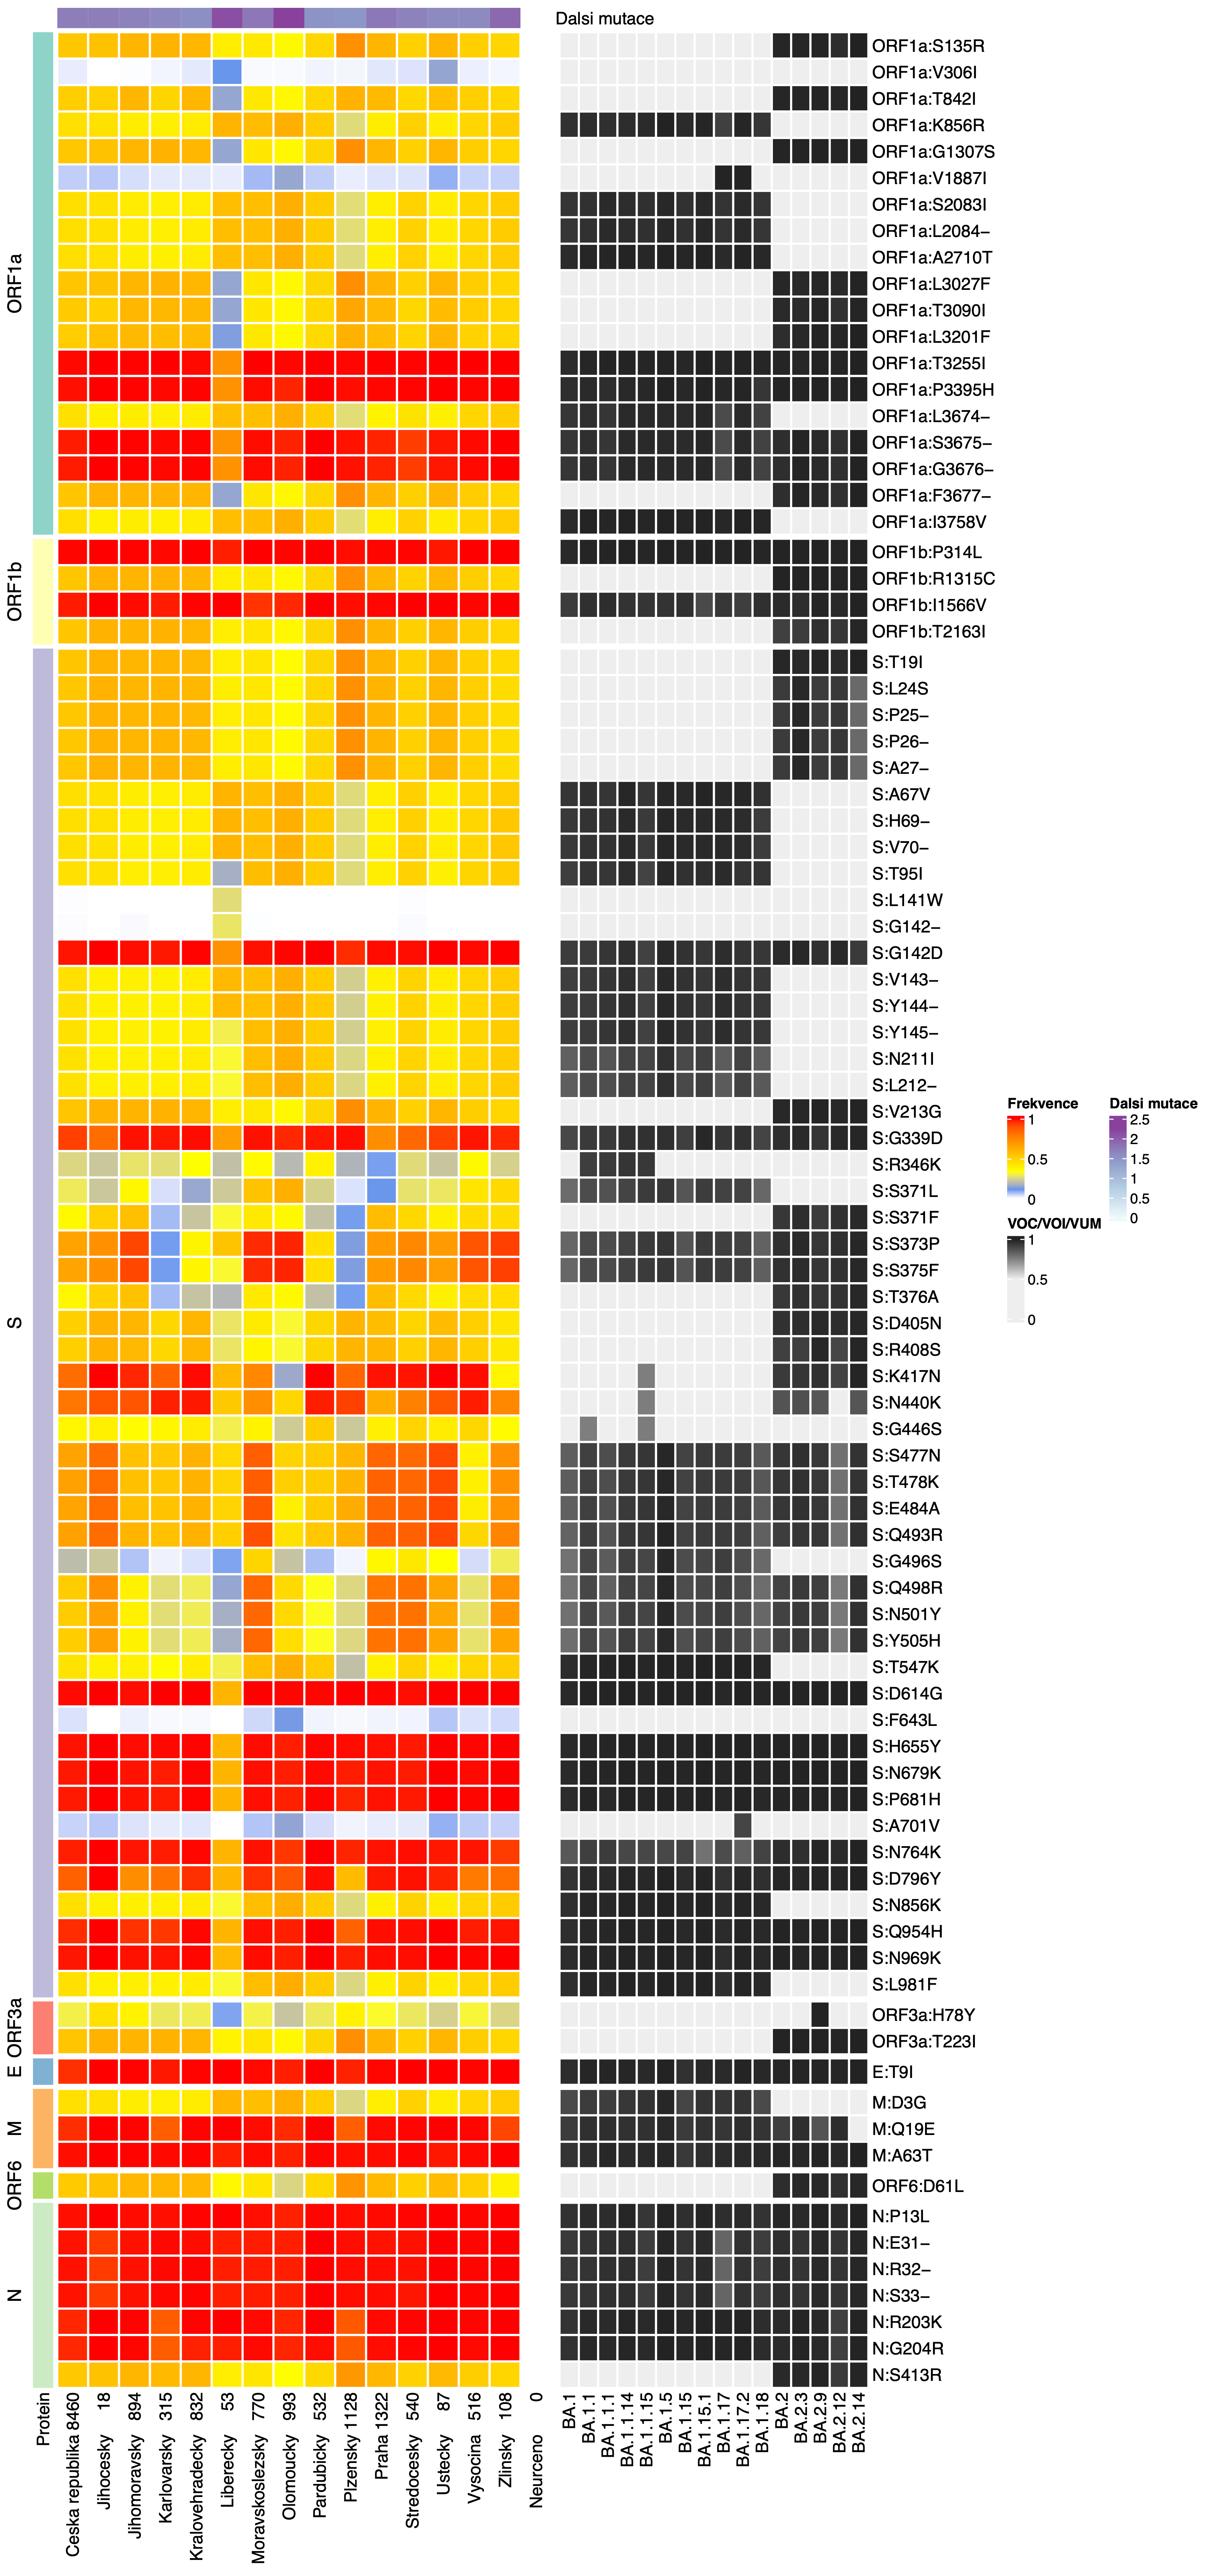 Dalsi mutace
ORF1a:S135R
ORF1a:V306I
ORF1a:T842I
ORF1a:K856R
ORF1a:G1307S
ORF1a:V1887I
ORF1a:S2083I
ORF1a:L2084−
ORF1a:A2710T
ORF1a:L3027F
ORF1a:T3090I
ORF1a:L3201F
ORF1a:T3255I
ORF1a:P3395H
ORF1a:L3674−
ORF1a:S3675−
ORF1a:G3676−
ORF1a:F3677−
ORF1a:I3758V
ORF1b:P314L
ORF1b:R1315C
ORF1b:I1566V
ORF1b:T2163I
S:T19I
S:L24S
S:P25−
S:P26−
S:A27−
S:A67V
S:H69−
S:V70−
S:T95I
S:L141W
S:G142−
S:G142D
S:V143−
S:Y144−
S:Y145−
S:N211I
S:L212−
S:V213G
S:G339D
S:R346K
S:S371L
S:S371F
S:S373P
S:S375F
S:T376A
S:D405N
S:R408S
S:K417N
S:N440K
S:G446S
S:S477N
S:T478K
S:E484A
S:Q493R
S:G496S
S:Q498R
S:N501Y
S:Y505H
S:T547K
S:D614G
S:F643L
S:H655Y
S:N679K
S:P681H
S:A701V
S:N764K
S:D796Y
S:N856K
S:Q954H
S:N969K
S:L981F
ORF3a:H78Y
ORF3a:T223I
E:T9I
M:D3G
M:Q19E
M:A63T
ORF6:D61L
N:P13L
N:E31−
N:R32−
N:S33−
N:R203K
N:G204R
N:S413R
ORF1a
ORF1b
S
ORF3a
E
M
ORF6
N
Protein
Ceska republika 8460
Jihocesky 18
Jihomoravsky 894
Karlovarsky 315
Kralovehradecky 832
Liberecky 53
Moravskoslezsky 770
Olomoucky 993
Pardubicky 532
Plzensky 1128
Praha 1322
Stredocesky 540
Ustecky 87
Vysocina 516
Zlinsky 108
Neurceno 0
BA.1
BA.1.1
BA.1.1.1
BA.1.1.14
BA.1.1.15
BA.1.5
BA.1.15
BA.1.15.1
BA.1.17
BA.1.17.2
BA.1.18
BA.2
BA.2.3
BA.2.9
BA.2.12
BA.2.14
Frekvence
1
0.5
0
Dalsi mutace
2.5
2
1.5
1
0.5
0
VOC/VOI/VUM
1
0.5
0